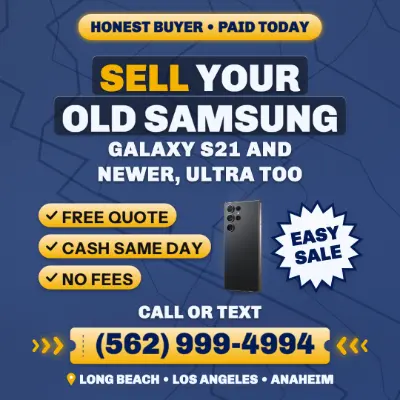 HONEST BUYER • PAID TODAY
SELL YOUR
OLD SAMSUNG
GALAXY S21 AND
NEWER, ULTRA TOO
FREE QUOTE
CASH SAME DAY
NO FEES
EASY
SALE
CALL OR TEXT
(562) 999-4994
LONG BEACH • LOS ANGELES • ANAHEIM